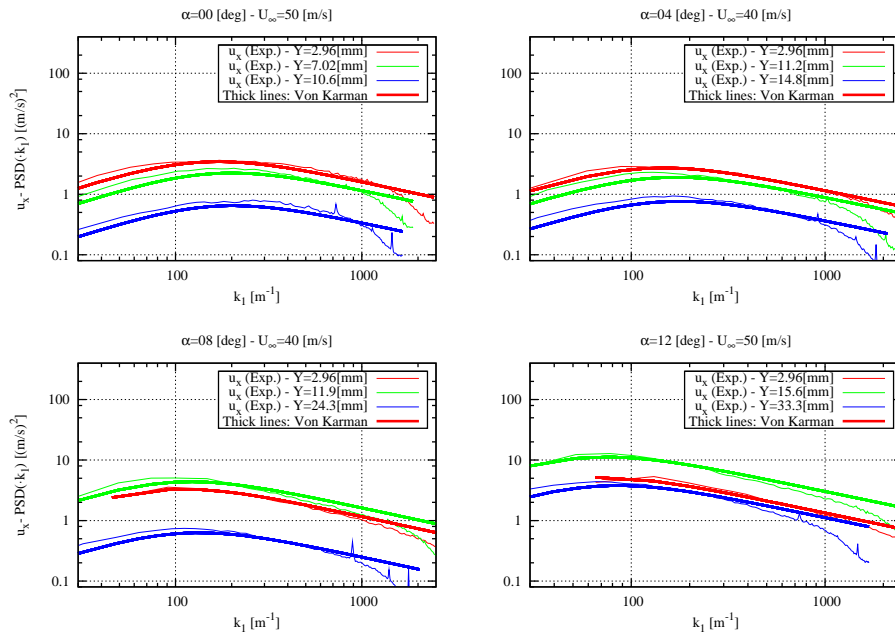 α=00 [deg] - U∞=50 [m/s]
u_x (Exp.) - Y=2.96[mm]
u_x (Exp.) - Y=7.02[mm]
u_x (Exp.) - Y=10.6[mm]
Thick lines: Von Karman
100
10
1
0.1
u_x- PSD(·k_1) [(m/s)^2]
100
1000
k_1 [m^-1]
α=04 [deg] - U∞=40 [m/s]
u_x (Exp.) - Y=2.96[mm]
u_x (Exp.) - Y=11.2[mm]
u_x (Exp.) - Y=14.8[mm]
Thick lines: Von Karman
100
10
1
0.1
100
1000
k_1 [m^-1]
α=08 [deg] - U∞=40 [m/s]
u_x (Exp.) - Y=2.96[mm]
u_x (Exp.) - Y=11.9[mm]
u_x (Exp.) - Y=24.3[mm]
Thick lines: Von Karman
100
10
1
0.1
u_x- PSD(·k_1) [(m/s)^2]
100
1000
k_1 [m^-1]
α=12 [deg] - U∞=50 [m/s]
u_x (Exp.) - Y=2.96[mm]
u_x (Exp.) - Y=15.6[mm]
u_x (Exp.) - Y=33.3[mm]
Thick lines: Von Karman
100
10
1
0.1
100
1000
k_1 [m^-1]